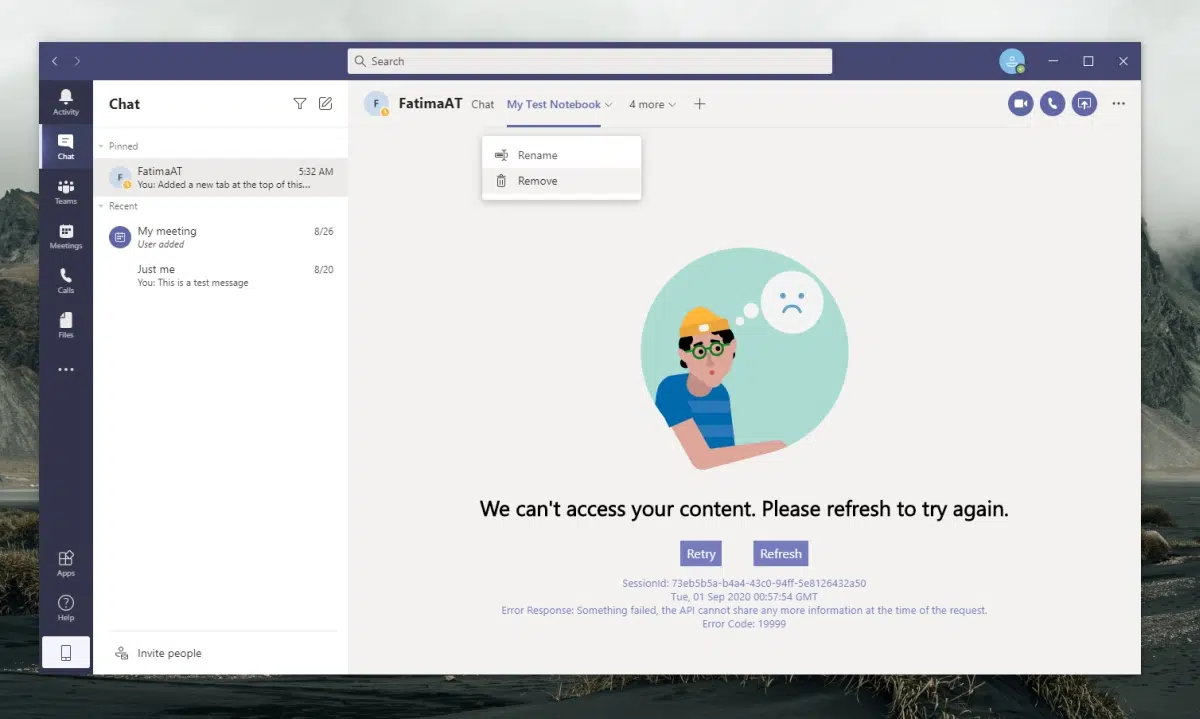 Search
Activity
Chat
Teams
Meetings
Calls
Files
Apps
Help
Chat
Pinned
FatimaAT 5:32 AM
You: Added a new tab at the top of this...
Recent
My meeting 8/26
User added
Just me 8/20
You: This is a test message
Invite people
F FatimaAT Chat My Test Notebook 4 more
Rename
Remove
We can't access your content. Please refresh to try again.
Retry Refresh
SessionId: 73eb5b5a-b4a4-43c0-94ff-5e8126432a50
Tue, 01 Sep 2020 00:57:54 GMT
Error Response: Something failed, the API cannot share any more information at the time of the request.
Error Code: 19999